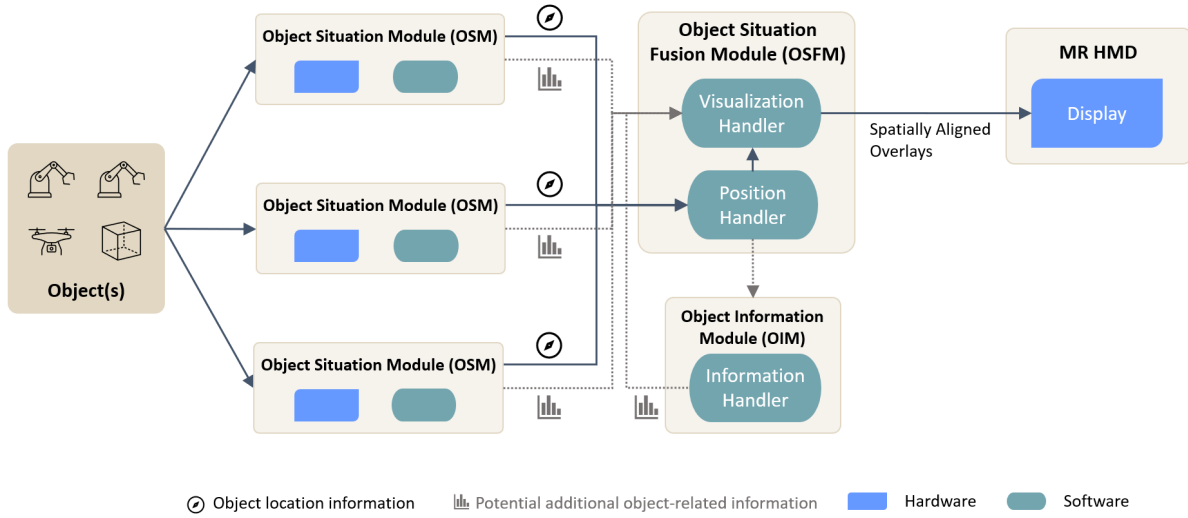 Object(s)
Object Situation Module (OSM)
Object Situation Module (OSM)
Object Situation Module (OSM)
Object Situation
Fusion Module (OSFM)
Visualization
Handler
Position
Handler
Object Information
Module (OIM)
Information
Handler
Spatially Aligned
Overlays
MR HMD
Display
Object location information
Potential additional object-related information
Hardware
Software